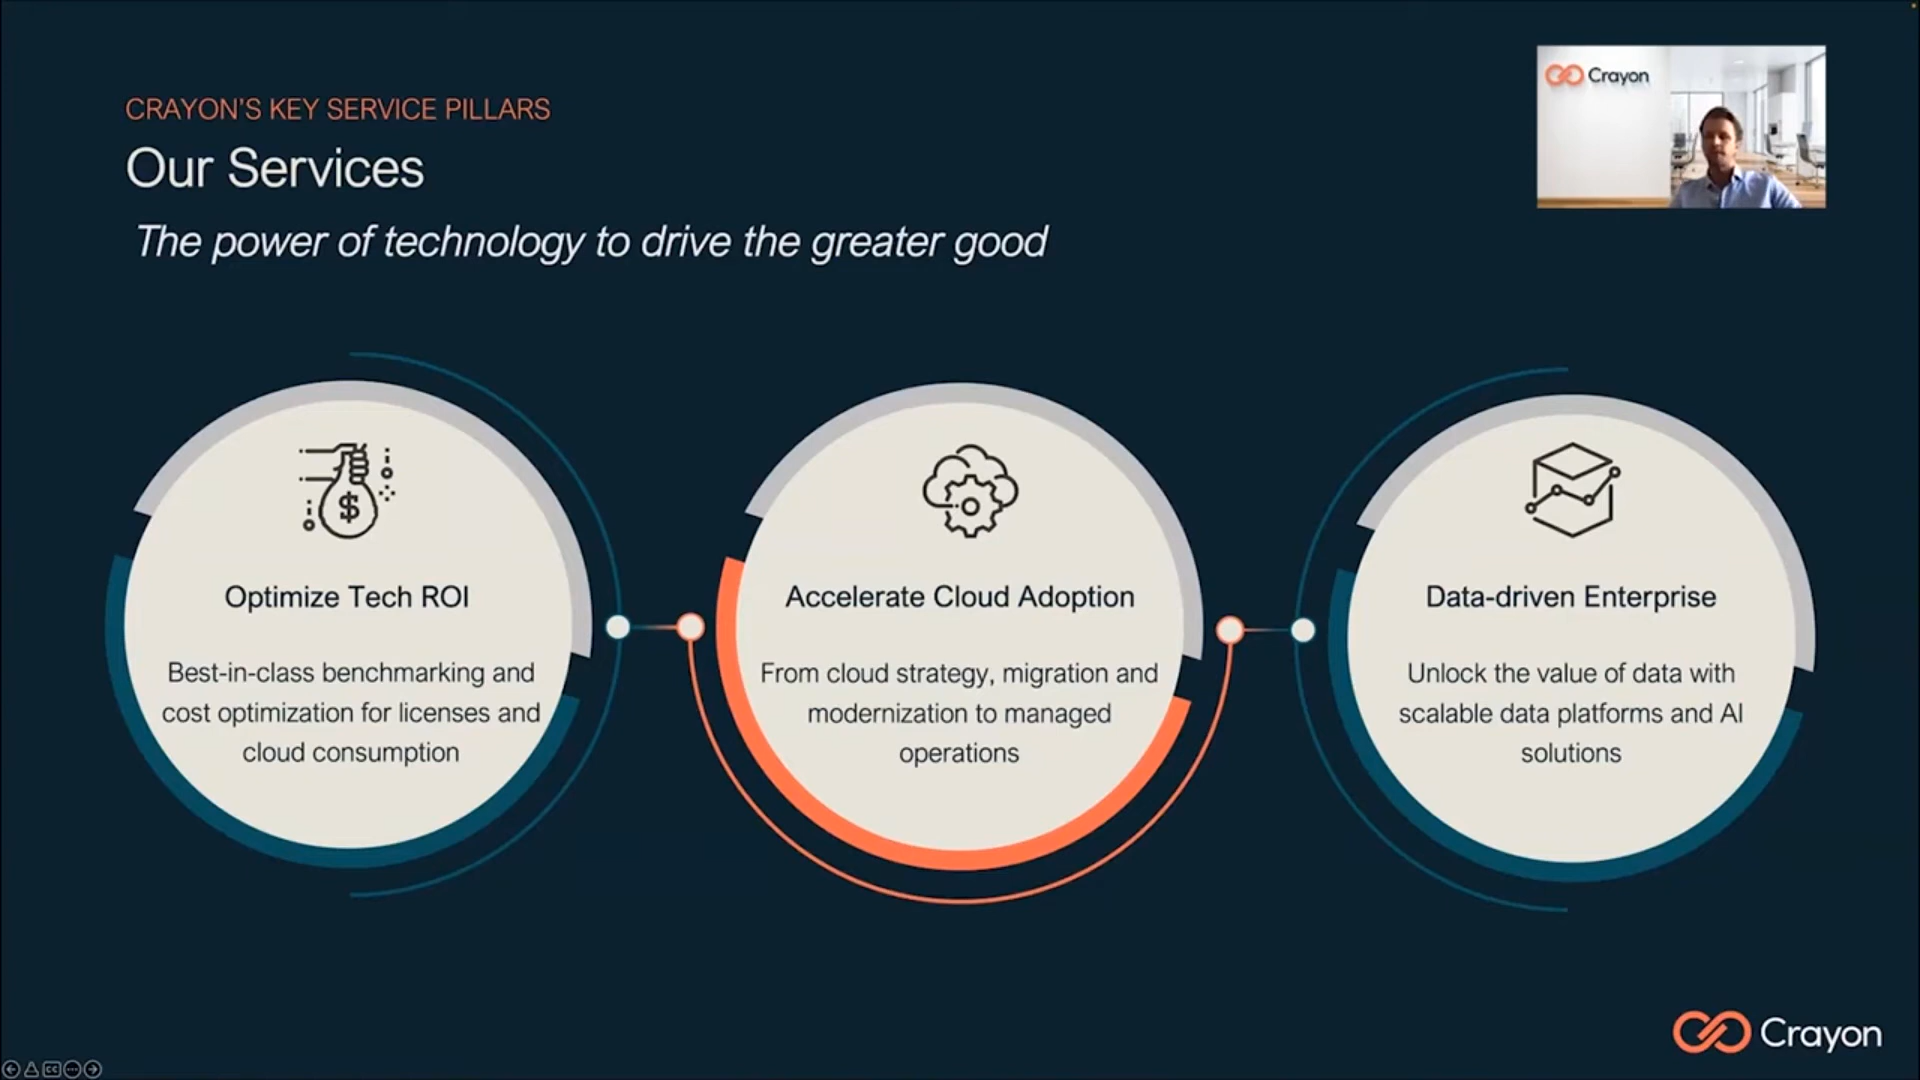 CRAYON'S KEY SERVICE PILLARS
Our Services
The power of technology to drive the greater good
Crayon
$
Optimize Tech ROI
Best-in-class benchmarking and
cost optimization for licenses and
cloud consumption
Accelerate Cloud Adoption
From cloud strategy, migration and
modernization to managed
operations
Data-driven Enterprise
Unlock the value of data with
scalable data platforms and AI
solutions
Crayon
CC